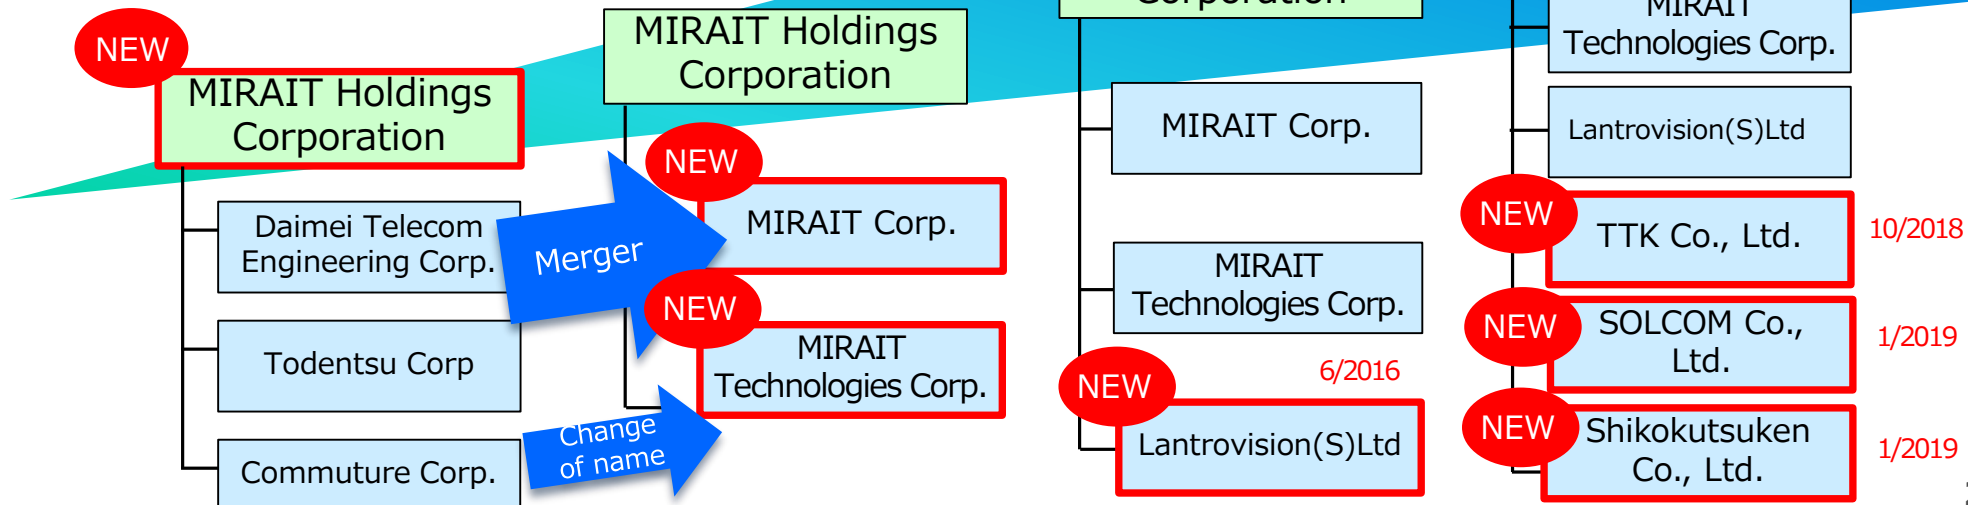 NEW
MIRAIT Holdings
Corporation
Daimei Telecom
Engineering Corp.
Todentsu Corp
Commuture Corp.
Merger
Change
of name
MIRAIT Holdings
Corporation
NEW
MIRAIT Corp.
NEW
MIRAIT
Technologies Corp.
Corporation
MIRAIT Corp.
MIRAIT
Technologies Corp.
6/2016
NEW
Lantrovision(S)Ltd
MIRAIT
Technologies Corp.
Lantrovision(S)Ltd
NEW
TTK Co., Ltd.
10/2018
NEW
SOLCOM Co.,
Ltd.
1/2019
NEW
Shikokutsuken
Co., Ltd.
1/2019